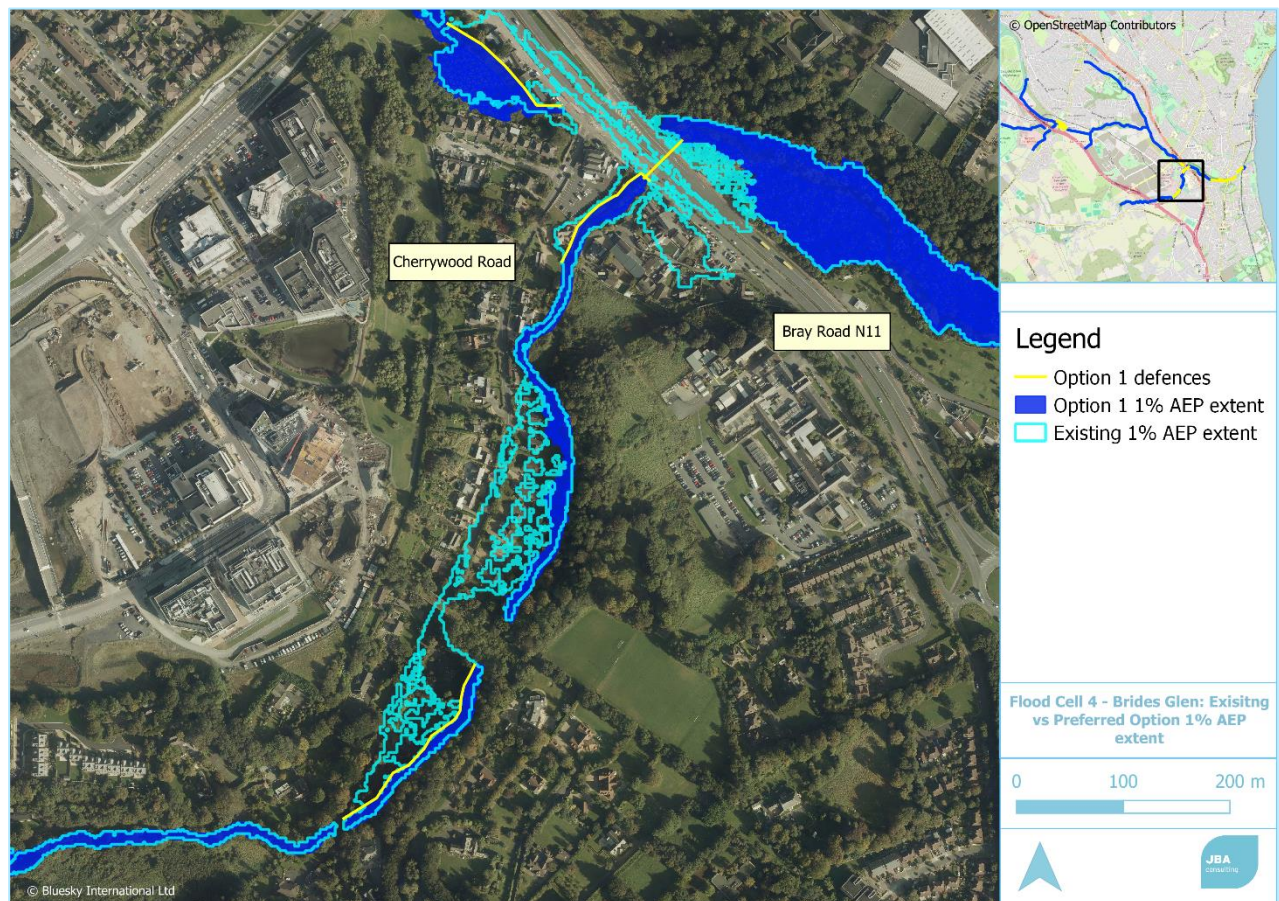 © OpenStreetMap Contributors
Cherrywood Road
Bray Road N11
Legend
Option 1 defences
Option 1 1% AEP extent
Existing 1% AEP extent
Flood Cell 4 - Brides Glen: Exisitng
vs Preferred Option 1% AEP
extent
0 100 200 m
JBA
consulting
© Bluesky International Ltd